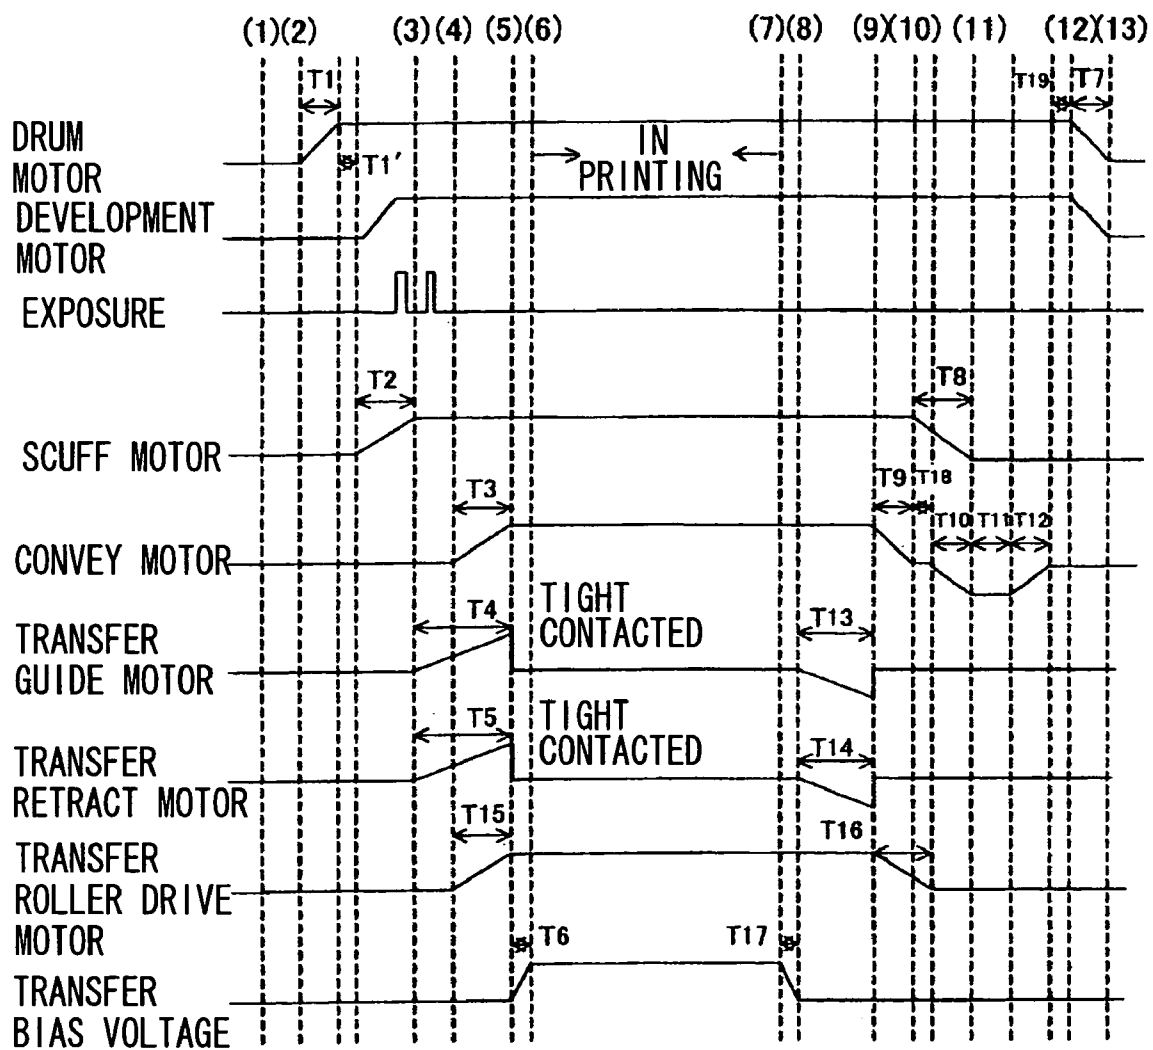 (1)(2) (3)(4) (5)(6) (7)(8) (9)(10) (11) (12)(13)
T1 T19 T7
DRUM
MOTOR
T1'
IN
PRINTING
DEVELOPMENT
MOTOR
EXPOSURE
T2 T8
SCUFF MOTOR
T3 T9 T18
T10 T11 T12
CONVEY MOTOR
T4 TIGHT
CONTACTED T13
TRANSFER
GUIDE MOTOR
T5 TIGHT
CONTACTED T14
TRANSFER
RETRACT MOTOR
T15 T16
TRANSFER
ROLLER DRIVE
MOTOR
T6 T17
TRANSFER
BIAS VOLTAGE